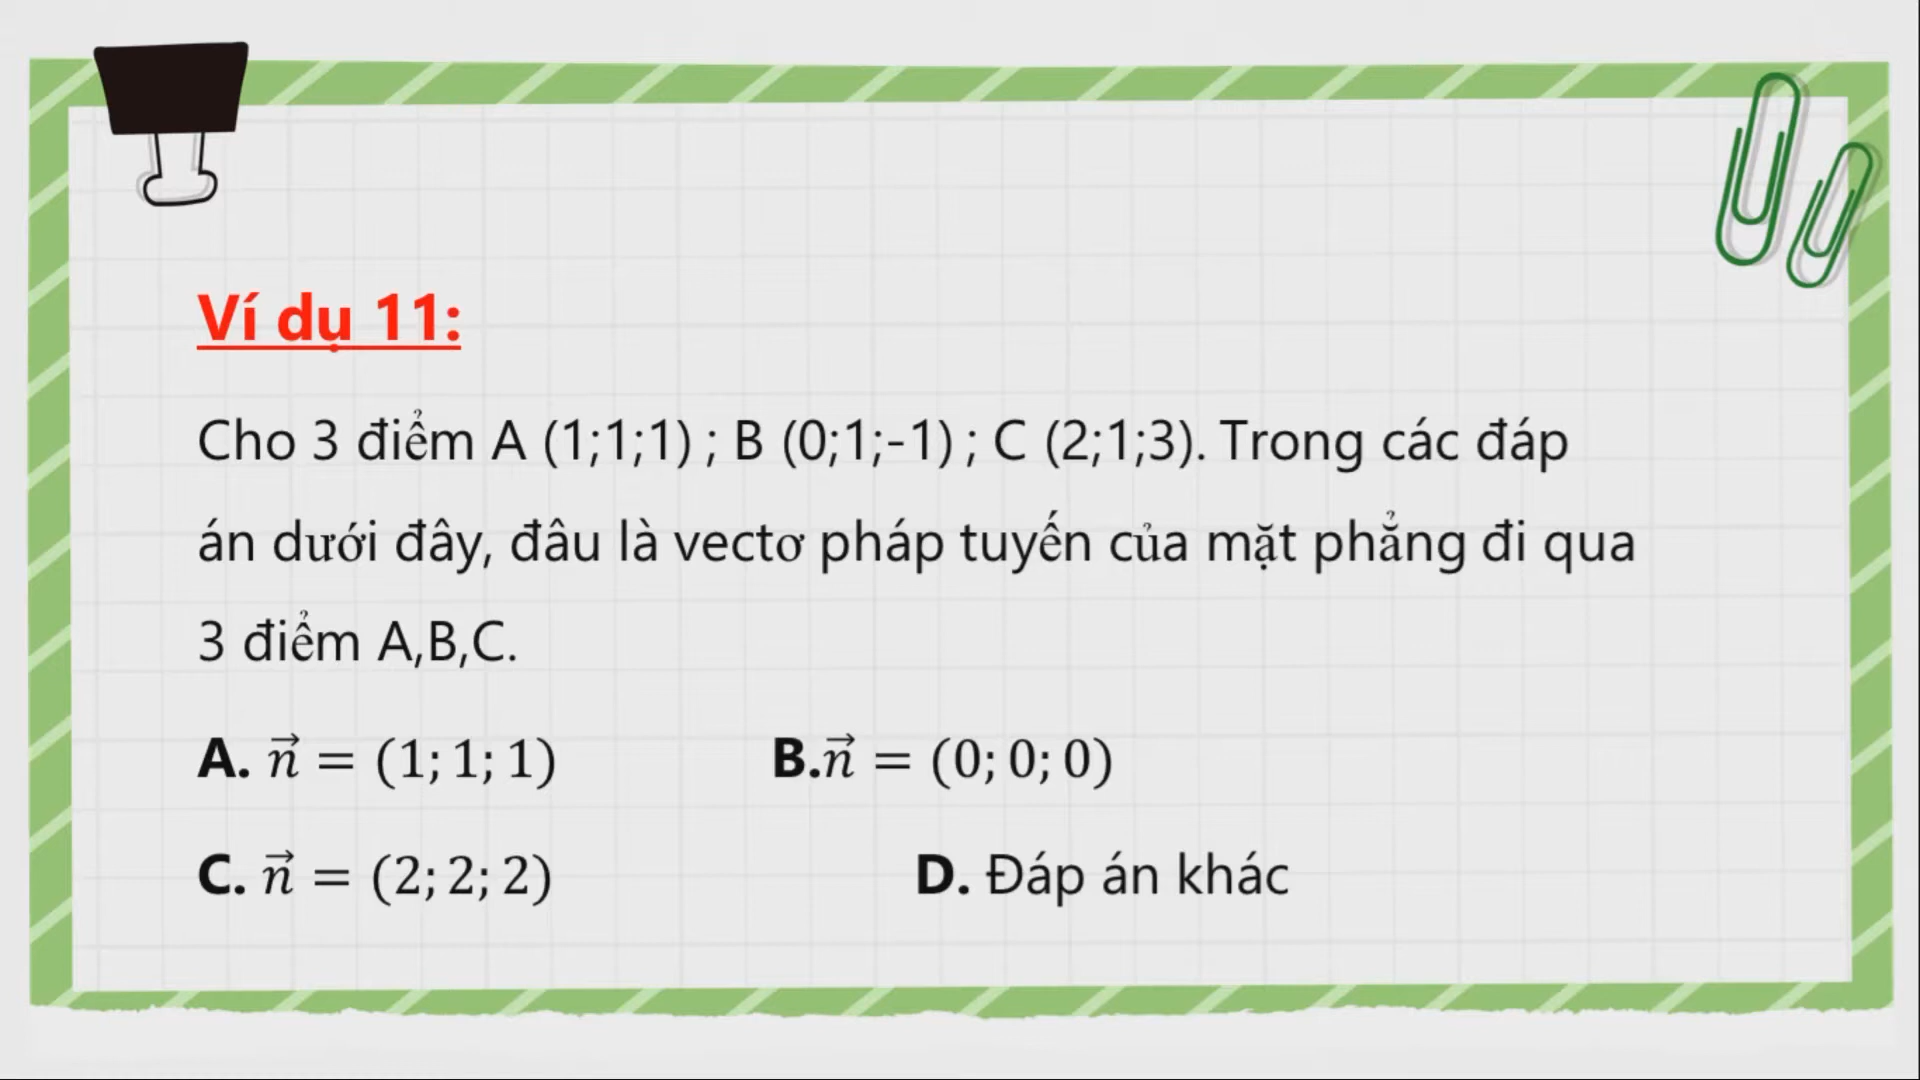 Ví dụ 11:
Cho 3 điểm A (1;1;1) ; B (0;1;-1) ; C (2;1;3). Trong các đáp
án dưới đây, đâu là vectơ pháp tuyến của mặt phẳng đi qua
3 điểm A,B,C.
A. n⃗ = (1; 1; 1) B.n⃗ = (0; 0; 0)
C. n⃗ = (2; 2; 2) D. Đáp án khác